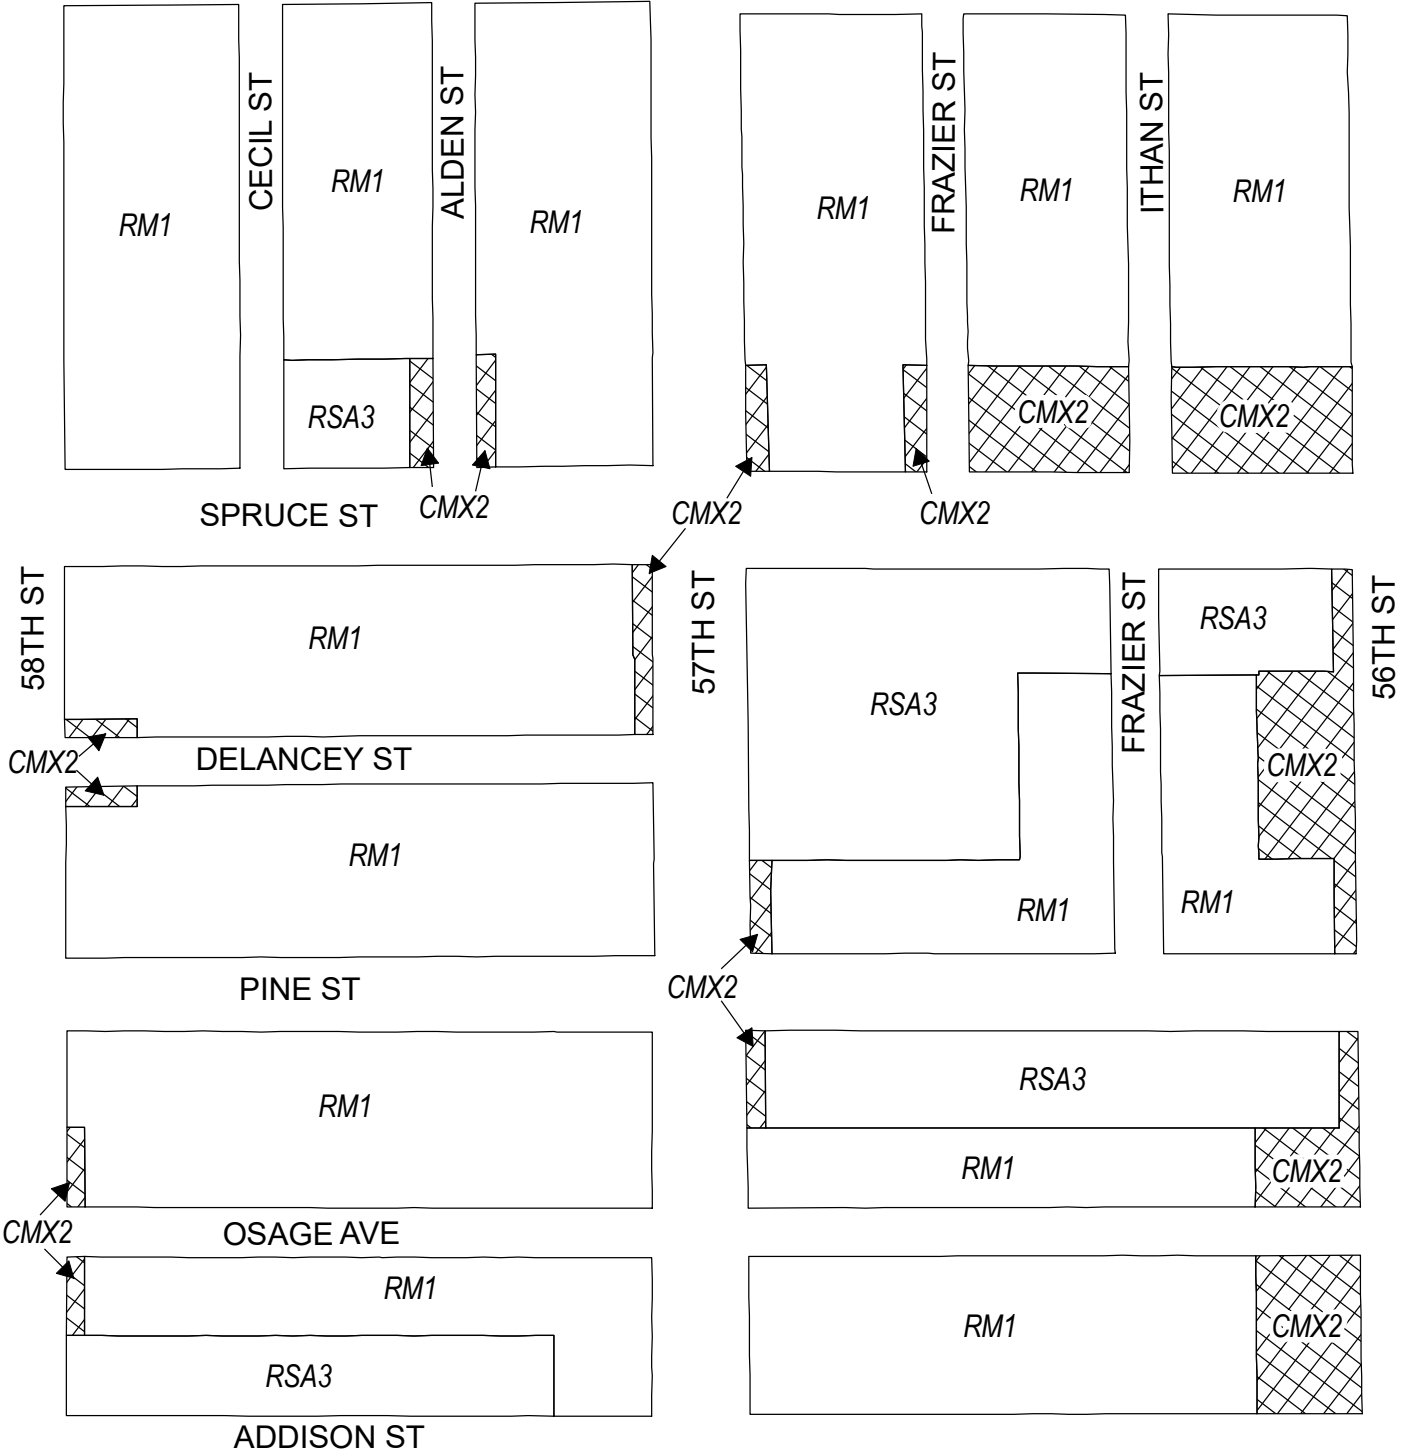 CECIL ST
ALDEN ST
FRAZIER ST
ITHAN ST
RM1
RM1
RM1
RM1
RM1
RM1
RSA3
CMX2
CMX2
CMX2
CMX2
CMX2
SPRUCE ST
58TH ST
57TH ST
FRAZIER ST
56TH ST
RM1
RSA3
RSA3
CMX2
DELANCEY ST
CMX2
RM1
RM1
RM1
CMX2
PINE ST
RM1
RSA3
RM1
CMX2
CMX2
OSAGE AVE
RM1
RM1
CMX2
RSA3
ADDISON ST